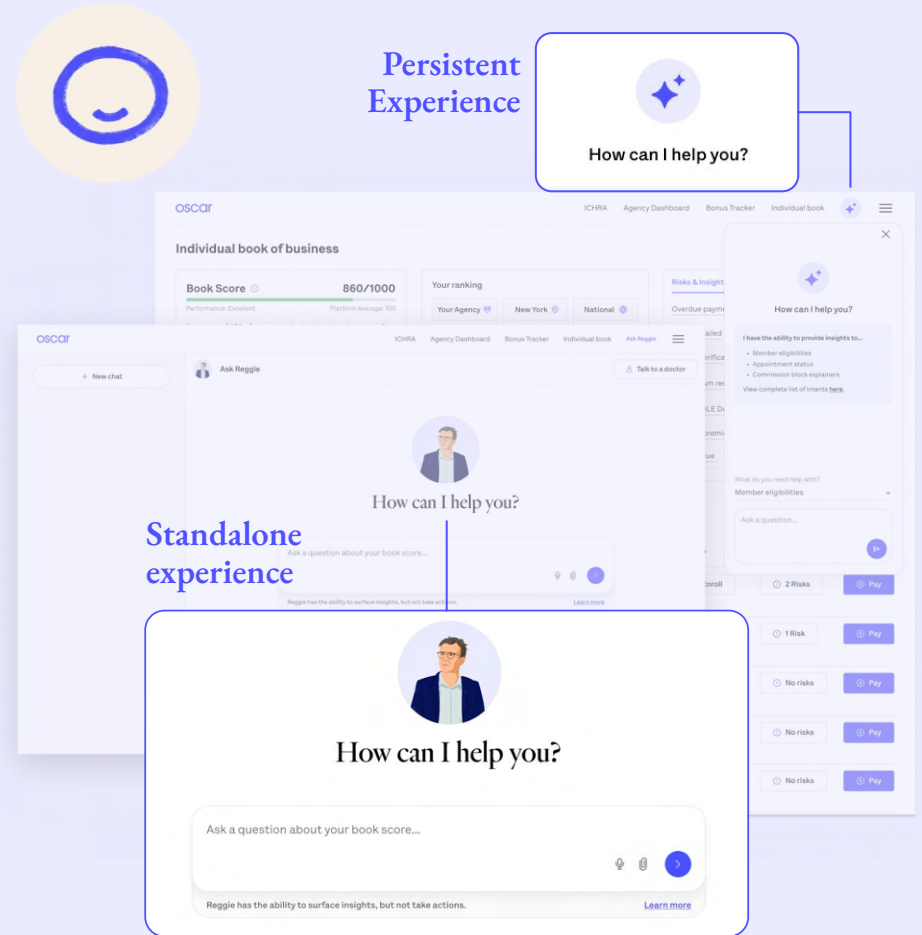 Persistent
Experience
How can I help you?
oscar
ICHRA Agency Dashboard Bonus Tracker Individual book
Individual book of business
Book Score 860/1000
Performance: Excellent Platform Average: 700
Your ranking
Your Agency New York National
Risks & Insight
Overdue payme
How can I help you?
I have the ability to provide insights to...
• Member eligibilities
• Appointment status
• Commission block explainers
View complete list of intents here.
What do you need help with?
Member eligibilities
Ask a question...
oscar
ICHRA Agency Dashboard Bonus Tracker Individual book Ask Reggie
+ New chat
Ask Reggie
Talk to a doctor
How can I help you?
Ask a question about your book score...
Reggie has the ability to surface insights, but not take actions.
Learn more
Standalone
experience
2 Risks Pay
1 Risk Pay
No risks Pay
No risks Pay
No risks Pay
How can I help you?
Ask a question about your book score...
Reggie has the ability to surface insights, but not take actions.
Learn more